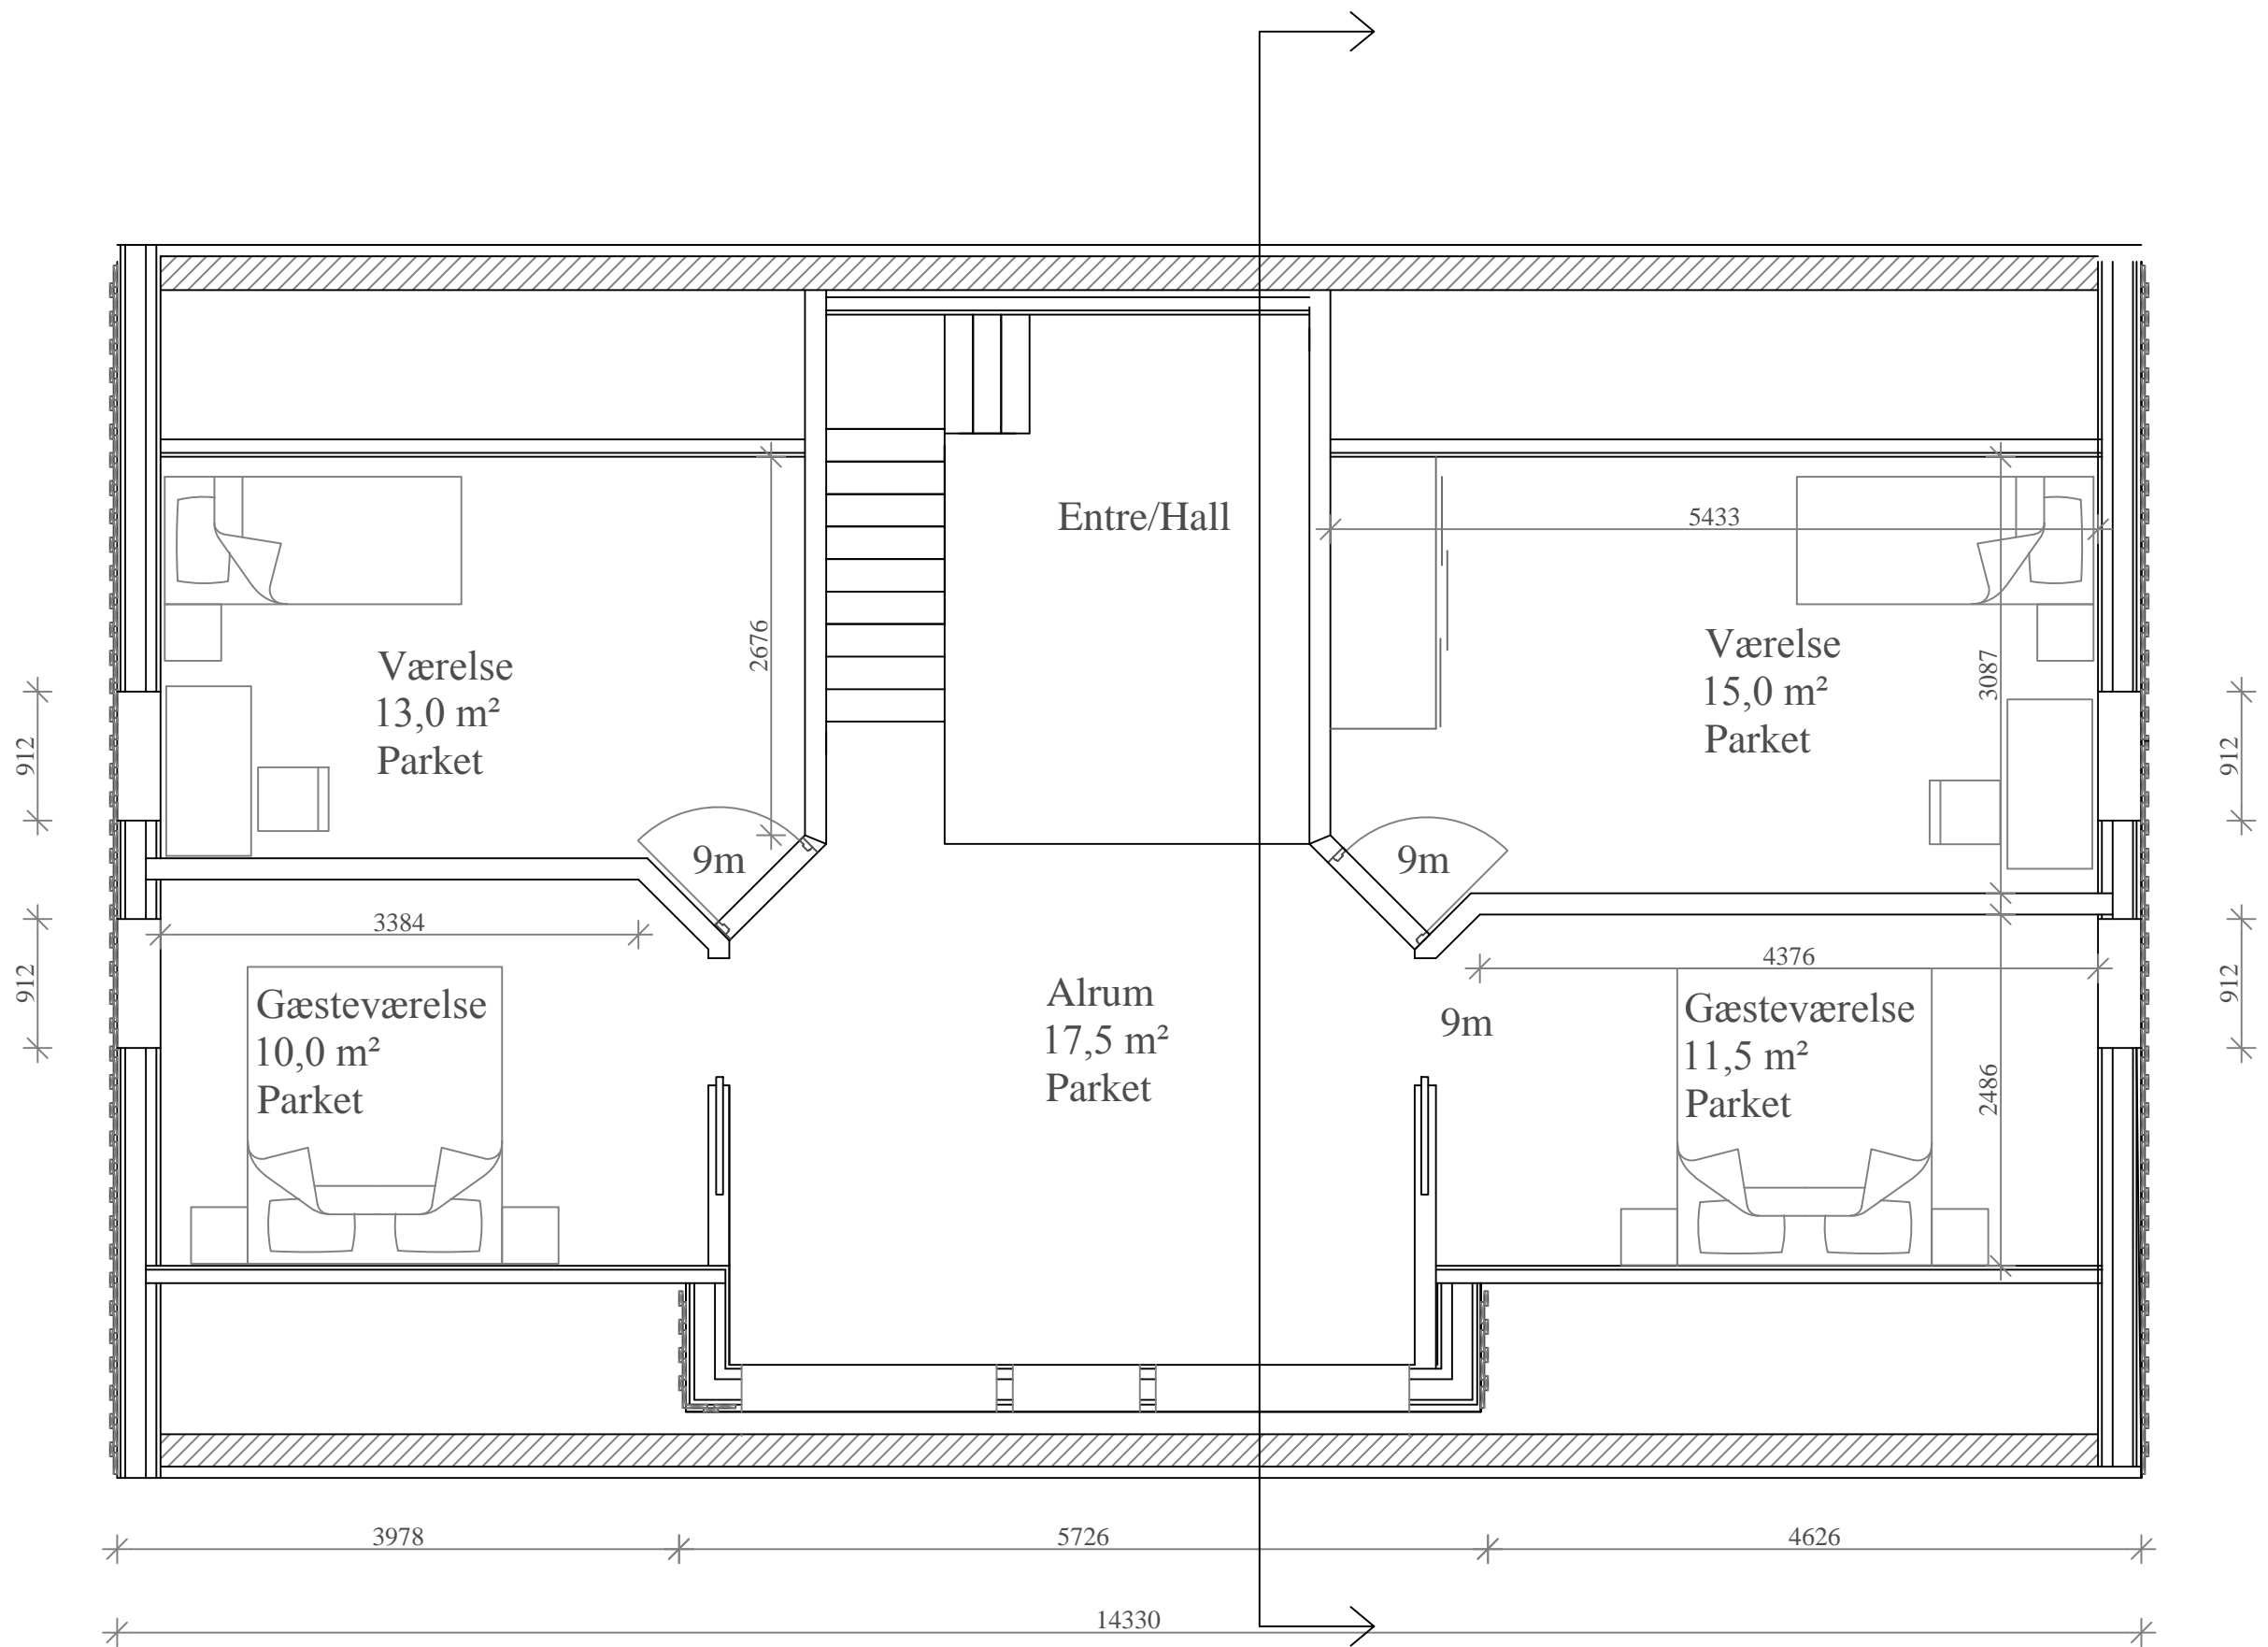 Entre/Hall
5433
Værelse
13,0 m²
Parket
2676
Værelse
15,0 m²
Parket
3087
912
912
9m
9m
3384
4376
912
912
Gæsteværelse
10,0 m²
Parket
Alrum
17,5 m²
Parket
9m
Gæsteværelse
11,5 m²
Parket
2486
3978
5726
4626
14330